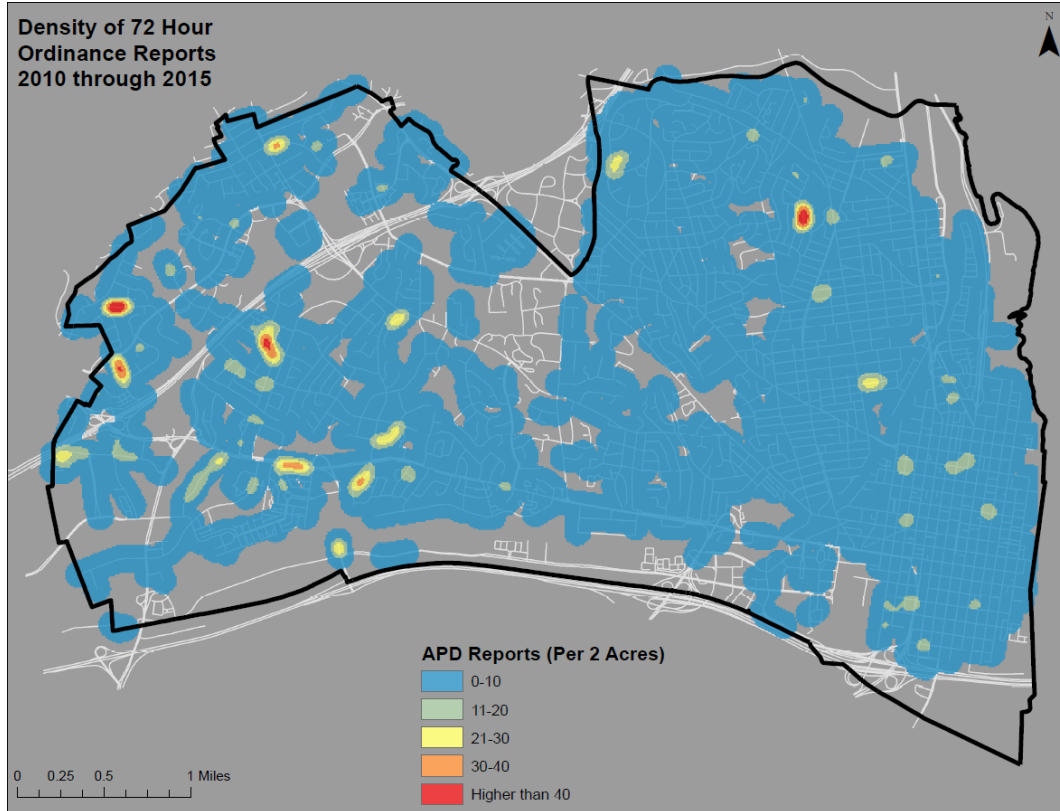 Density of 72 Hour
Ordinance Reports
2010 through 2015
N
APD Reports (Per 2 Acres)
0-10
11-20
21-30
30-40
Higher than 40
0 0.25 0.5 1 Miles